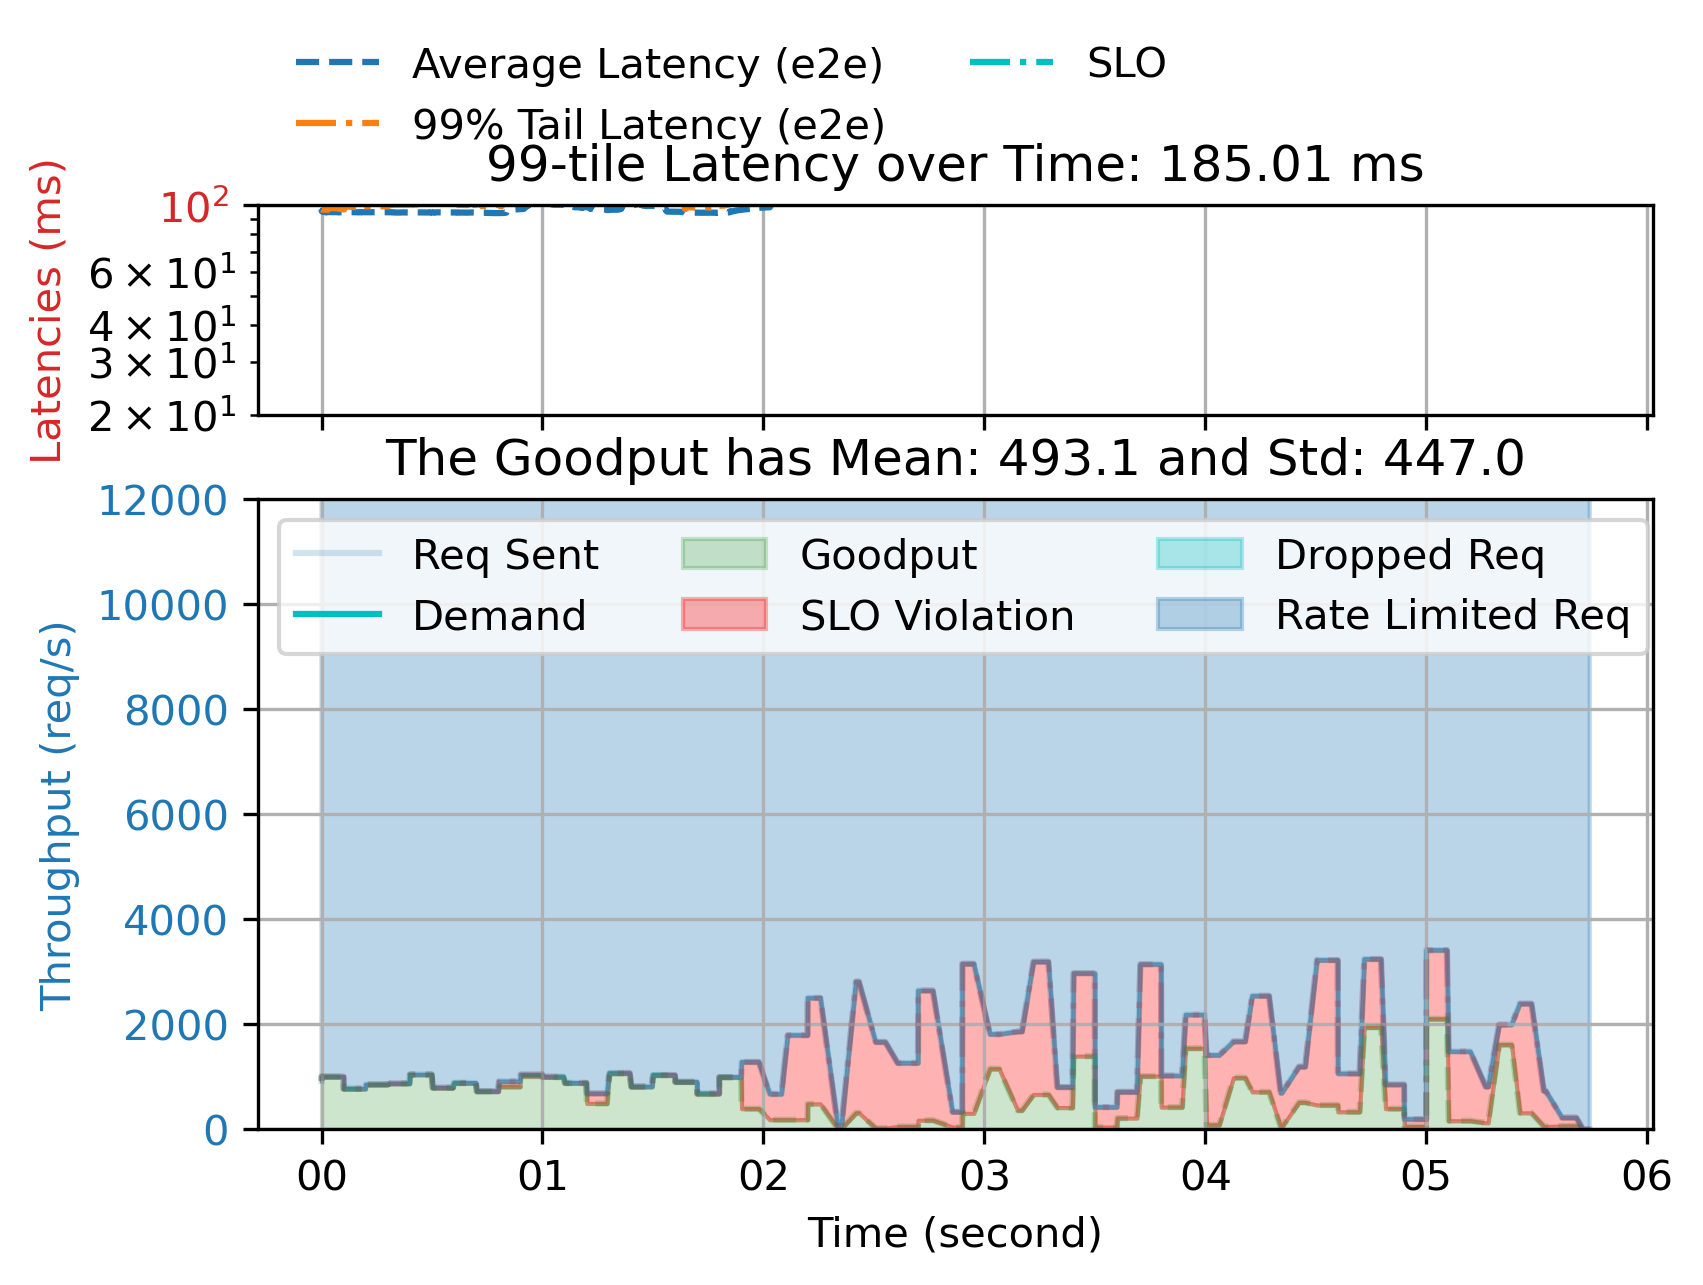 Average Latency (e2e)
SLO
99% Tail Latency (e2e)
99-tile Latency over Time: 185.01 ms
Latencies (ms)
10²
6 × 10¹
4 × 10¹
3 × 10¹
2 × 10¹
The Goodput has Mean: 493.1 and Std: 447.0
Throughput (req/s)
12000
10000
8000
6000
4000
2000
0
Req Sent
Goodput
Dropped Req
Demand
SLO Violation
Rate Limited Req
00 01 02 03 04 05 06
Time (second)